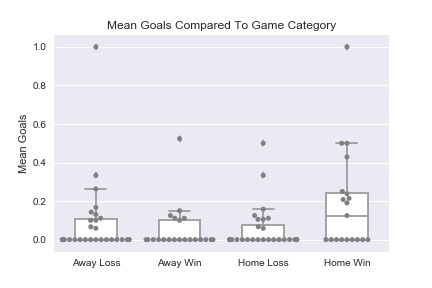 Mean Goals Compared To Game Category
1.0
0.8
0.6
0.4
0.2
0.0
Mean Goals
Away Loss Away Win Home Loss Home Win